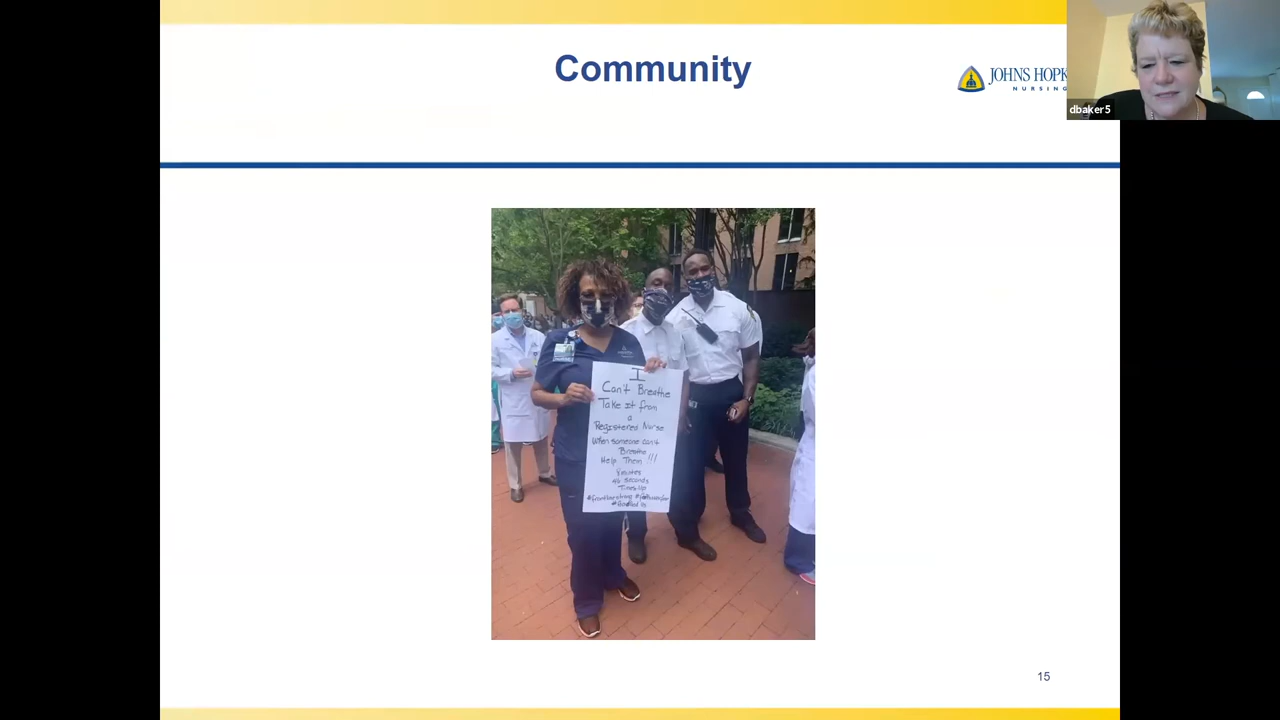 Community
JOHNS HOPK
NURSING
dbaker5
I
Can't Breathe
Take It from
a
Registered Nurse
When someone can't
Breathe
Help Them !!!
8 minutes
46 seconds
Times Up
15